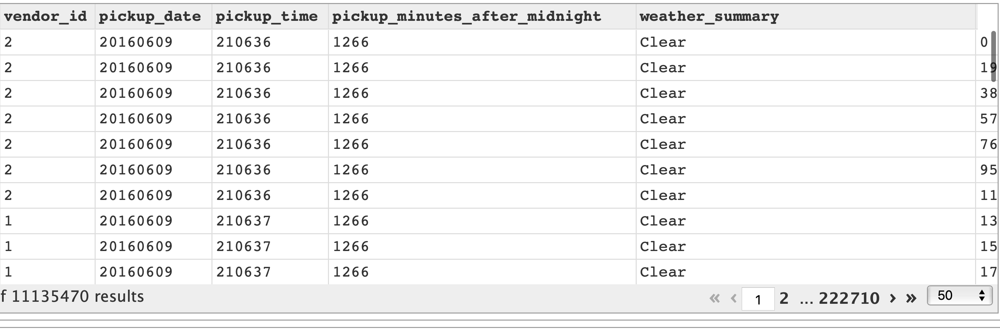 vendor_id pickup_date pickup_time pickup_minutes_after_midnight weather_summary
2 20160609 210636 1266 Clear 0
2 20160609 210636 1266 Clear 19
2 20160609 210636 1266 Clear 38
2 20160609 210636 1266 Clear 57
2 20160609 210636 1266 Clear 76
2 20160609 210636 1266 Clear 95
2 20160609 210636 1266 Clear 11
1 20160609 210637 1266 Clear 13
1 20160609 210637 1266 Clear 15
1 20160609 210637 1266 Clear 17
f 11135470 results « ‹ 1 2 ... 222710 › » 50